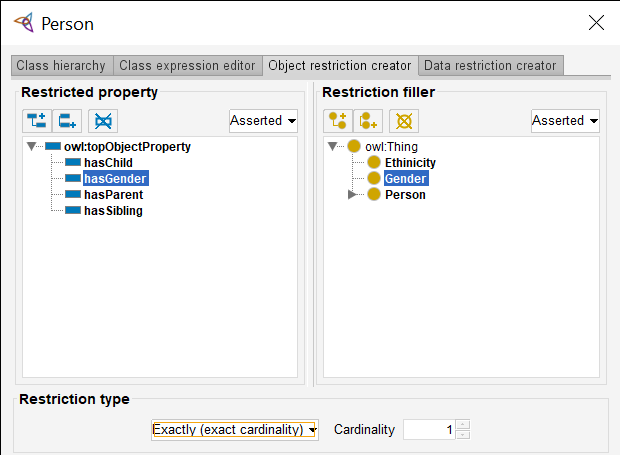 Person
Class hierarchy Class expression editor Object restriction creator Data restriction creator
Restricted property
Asserted
owl:topObjectProperty
hasChild
hasGender
hasParent
hasSibling
Restriction filler
Asserted
owl:Thing
Ethinicity
Gender
Person
Restriction type
Exactly (exact cardinality) Cardinality 1